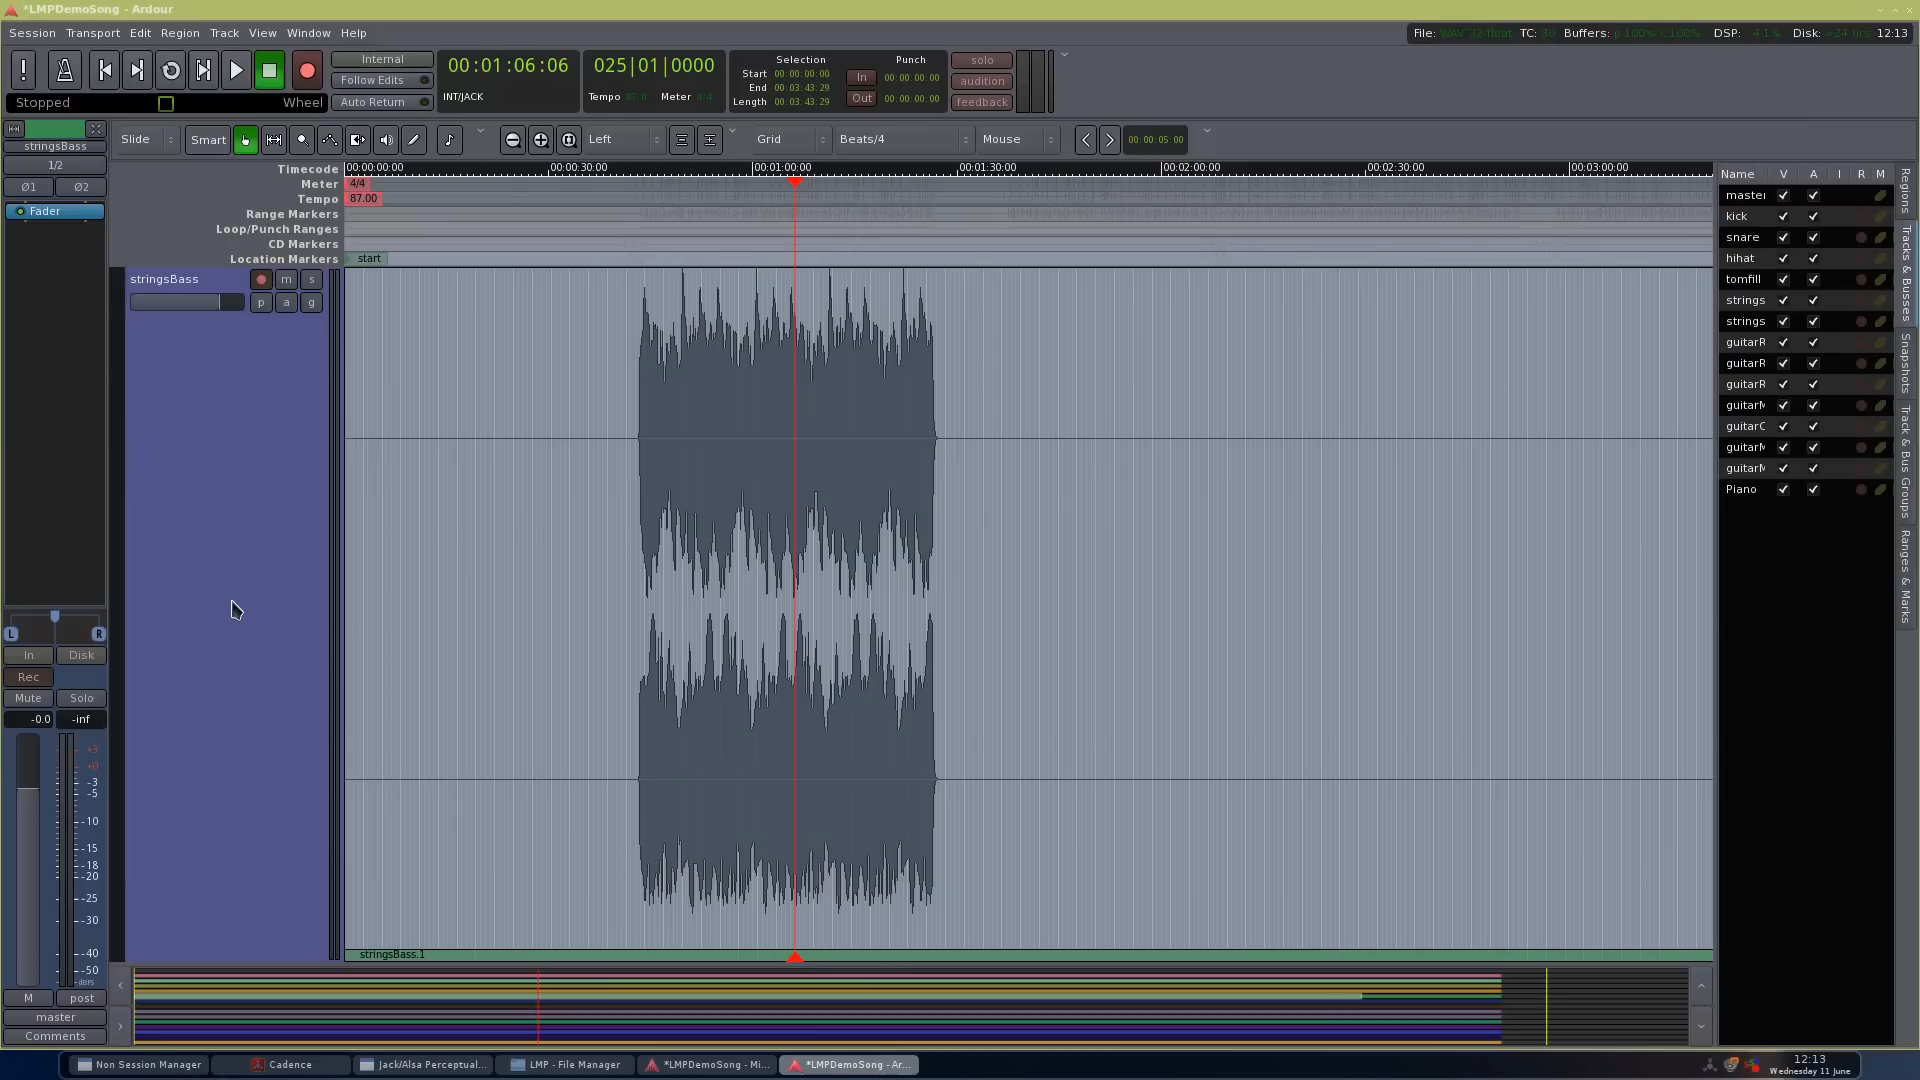 *LMPDemoSong - Ardour
Session Transport Edit Region Track View Window Help
File: WAV 32-float TC: 30 Buffers: p:100% c:100% DSP: 4.1% Disk: >24 hrs 12:13
Internal
Follow Edits
Auto Return
Stopped Wheel
00:01:06:06
INT/JACK
025|01|0000
Tempo 87.0 Meter 4/4
Selection Punch
Start 00:00:00:00 In 00:00:00:00
End 00:03:43:29
Length 00:03:43:29 Out 00:00:00:00
solo
audition
feedback
stringsBass
1/2
Ø1 Ø2
Fader
Slide Smart Left Grid Beats/4 Mouse 00:00:05:00
Timecode 00:00:00:00 00:00:30:00 00:01:00:00 00:01:30:00 00:02:00:00 00:02:30:00 00:03:00:00
Meter 4/4
Tempo 87.00
Range Markers
Loop/Punch Ranges
CD Markers
Location Markers start
stringsBass m s
p a g
stringsBass.1
L R
In Disk
Rec
Mute Solo
-0.0 -inf
+3
+0
-3
-5
-10
-15
-18
-20
-25
-30
-40
-50
dBFS
M post
master
Comments
Name V A I R M
master
kick
snare
hihat
tomfill
strings
strings
guitarR
guitarR
guitarR
guitarM
guitarC
guitarM
guitarM
Piano
Regions
Tracks & Busses
Snapshots
Track & Bus Groups
Ranges & Marks
Non Session Manager Cadence Jack/Alsa Perceptual... LMP - File Manager *LMPDemoSong - Mi... *LMPDemoSong - Ar...
12:13
Wednesday 11 June